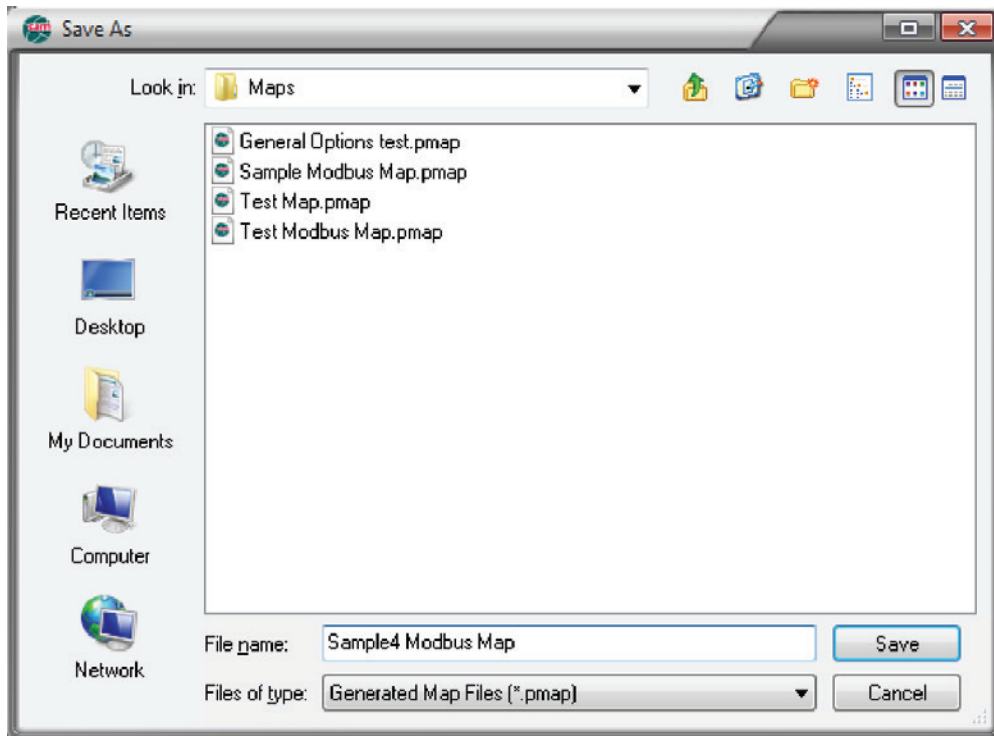 cam Save As
Look in: Maps
General Options test.pmap
Sample Modbus Map.pmap
Test Map.pmap
Test Modbus Map.pmap
Recent Items
Desktop
My Documents
Computer
Network
File name: Sample4 Modbus Map Save
Files of type: Generated Map Files (*.pmap) Cancel